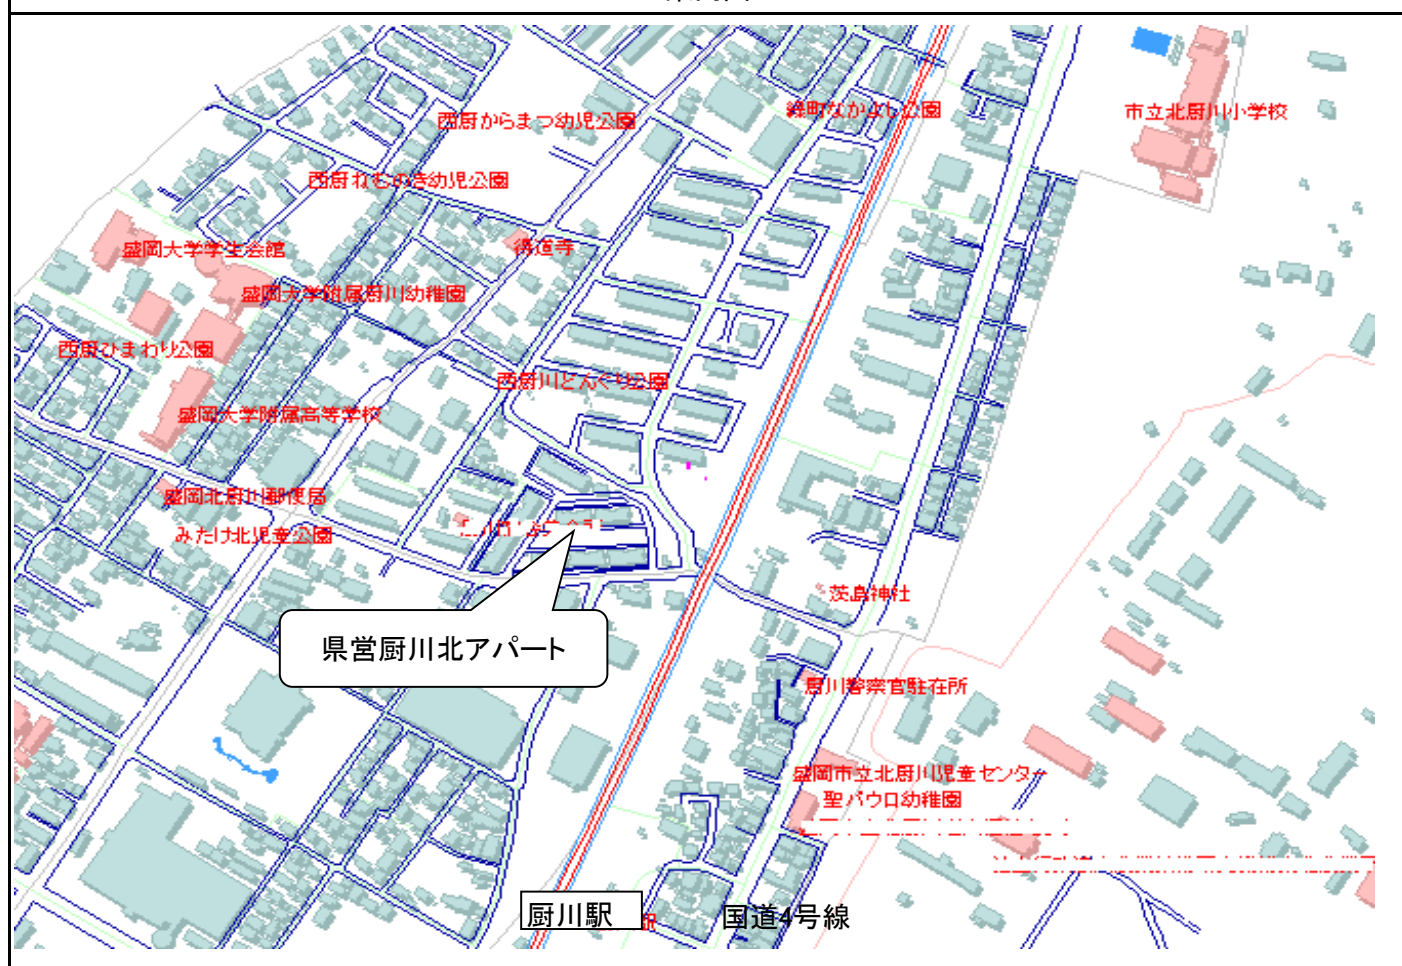 市立北厨川小学校
緑町なかよし公園
西厨からまつ幼児公園
西厨ねむのき幼児公園
盛岡大学学生会館
得道寺
盛岡大学附属厨川幼稚園
西厨ひまわり公園
西厨川どんぐり公園
盛岡大学附属高等学校
盛岡北厨川郵便局
みたけ北児童公園
茨島神社
県営厨川北アパート
厨川警察官駐在所
盛岡市立北厨川児童センター
聖パウロ幼稚園
厨川駅
駅
国道4号線